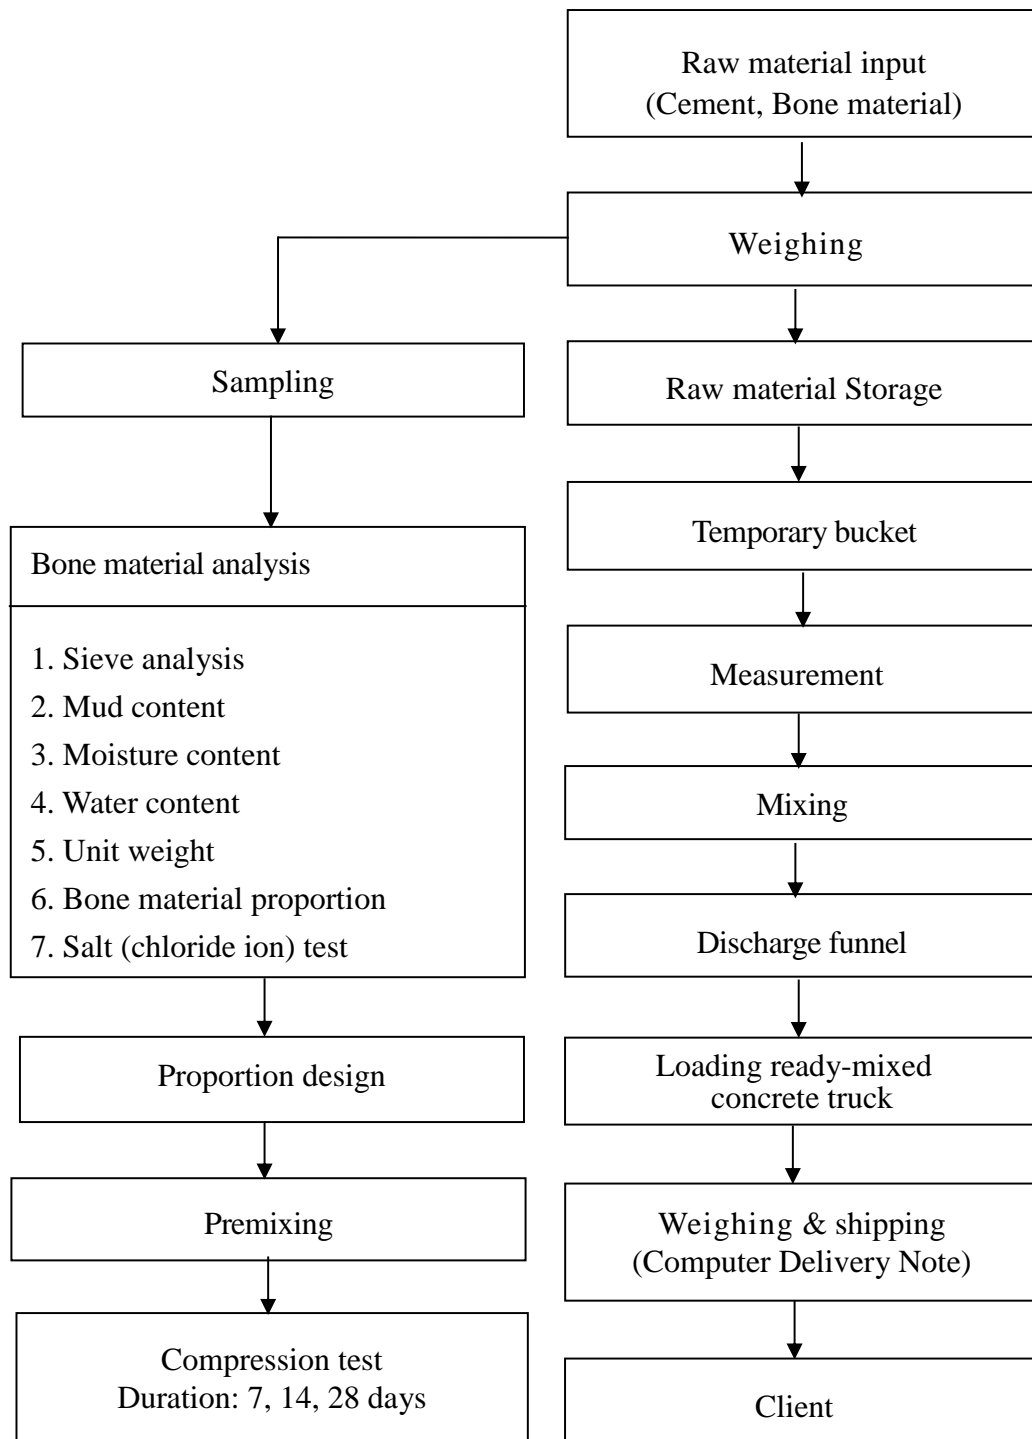 Raw material input
(Cement, Bone material)
Weighing
Sampling
Raw material Storage
Temporary bucket
Bone material analysis
1. Sieve analysis
2. Mud content
3. Moisture content
4. Water content
5. Unit weight
6. Bone material proportion
7. Salt (chloride ion) test
Measurement
Mixing
Discharge funnel
Proportion design
Loading ready-mixed
concrete truck
Premixing
Weighing & shipping
(Computer Delivery Note)
Compression test
Duration: 7, 14, 28 days
Client